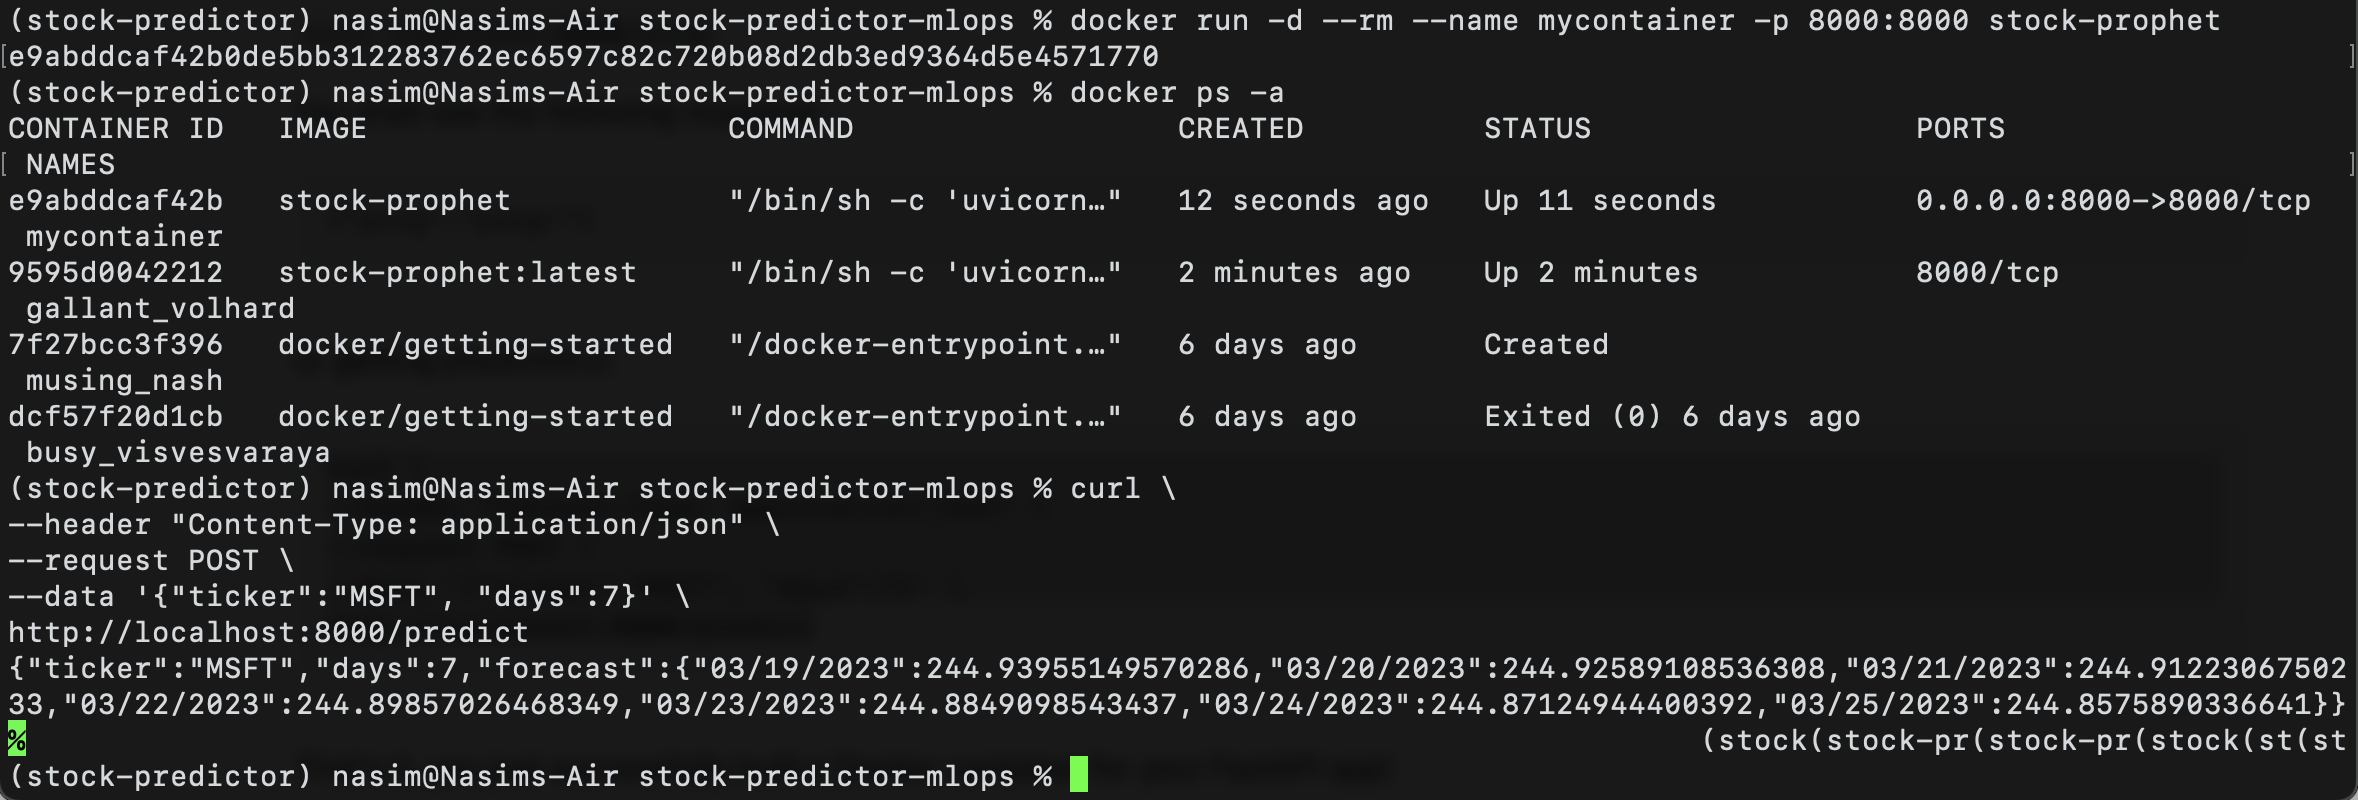 (stock-predictor) nasim@Nasims-Air stock-predictor-mlops % docker run -d --rm --name mycontainer -p 8000:8000 stock-prophet
[e9abddcaf42b0de5bb312283762ec6597c82c720b08d2db3ed9364d5e4571770 ]
(stock-predictor) nasim@Nasims-Air stock-predictor-mlops % docker ps -a
CONTAINER ID   IMAGE                    COMMAND                  CREATED          STATUS                  PORTS
[ NAMES ]
e9abddcaf42b   stock-prophet            "/bin/sh -c 'uvicorn…"   12 seconds ago   Up 11 seconds           0.0.0.0:8000->8000/tcp
 mycontainer
9595d0042212   stock-prophet:latest     "/bin/sh -c 'uvicorn…"   2 minutes ago    Up 2 minutes            8000/tcp
 gallant_volhard
7f27bcc3f396   docker/getting-started   "/docker-entrypoint.…"   6 days ago       Created
 musing_nash
dcf57f20d1cb   docker/getting-started   "/docker-entrypoint.…"   6 days ago       Exited (0) 6 days ago
 busy_visvesvaraya
(stock-predictor) nasim@Nasims-Air stock-predictor-mlops % curl \
--header "Content-Type: application/json" \
--request POST \
--data '{"ticker":"MSFT", "days":7}' \
http://localhost:8000/predict
{"ticker":"MSFT","days":7,"forecast":{"03/19/2023":244.93955149570286,"03/20/2023":244.92589108536308,"03/21/2023":244.91223067502
33,"03/22/2023":244.89857026468349,"03/23/2023":244.8849098543437,"03/24/2023":244.87124944400392,"03/25/2023":244.8575890336641}}
% (stock(stock-pr(stock-pr(stock(st(st
(stock-predictor) nasim@Nasims-Air stock-predictor-mlops %